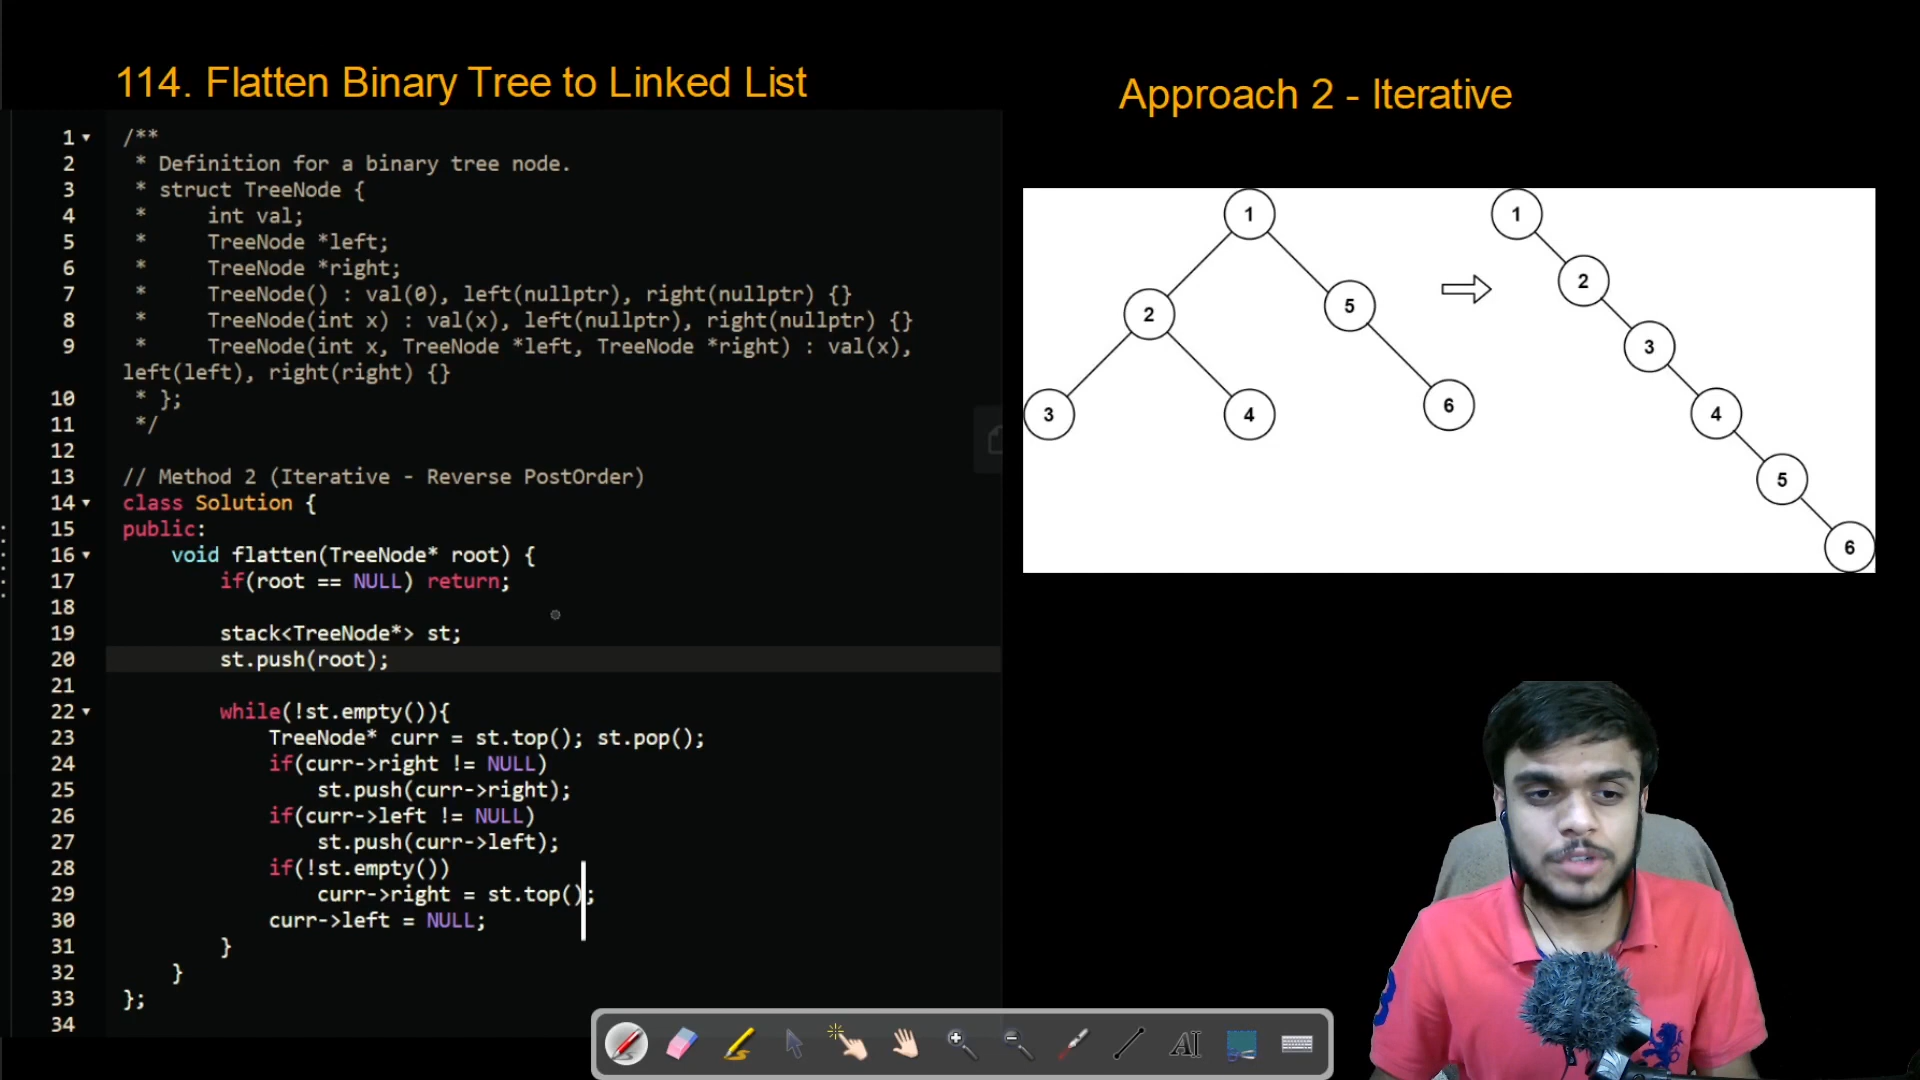 114. Flatten Binary Tree to Linked List
Approach 2 - Iterative
1 /**
2  * Definition for a binary tree node.
3  * struct TreeNode {
4  *     int val;
5  *     TreeNode *left;
6  *     TreeNode *right;
7  *     TreeNode() : val(0), left(nullptr), right(nullptr) {}
8  *     TreeNode(int x) : val(x), left(nullptr), right(nullptr) {}
9  *     TreeNode(int x, TreeNode *left, TreeNode *right) : val(x),
left(left), right(right) {}
10  * };
11  */
12
13 // Method 2 (Iterative - Reverse PostOrder)
14 class Solution {
15 public:
16     void flatten(TreeNode* root) {
17         if(root == NULL) return;
18
19         stack<TreeNode*> st;
20         st.push(root);
21
22         while(!st.empty()){
23             TreeNode* curr = st.top(); st.pop();
24             if(curr->right != NULL)
25                 st.push(curr->right);
26             if(curr->left != NULL)
27                 st.push(curr->left);
28             if(!st.empty())
29                 curr->right = st.top();
30             curr->left = NULL;
31         }
32     }
33 };
34
1
2
5
3
4
6
1
2
3
4
5
6
AI
3